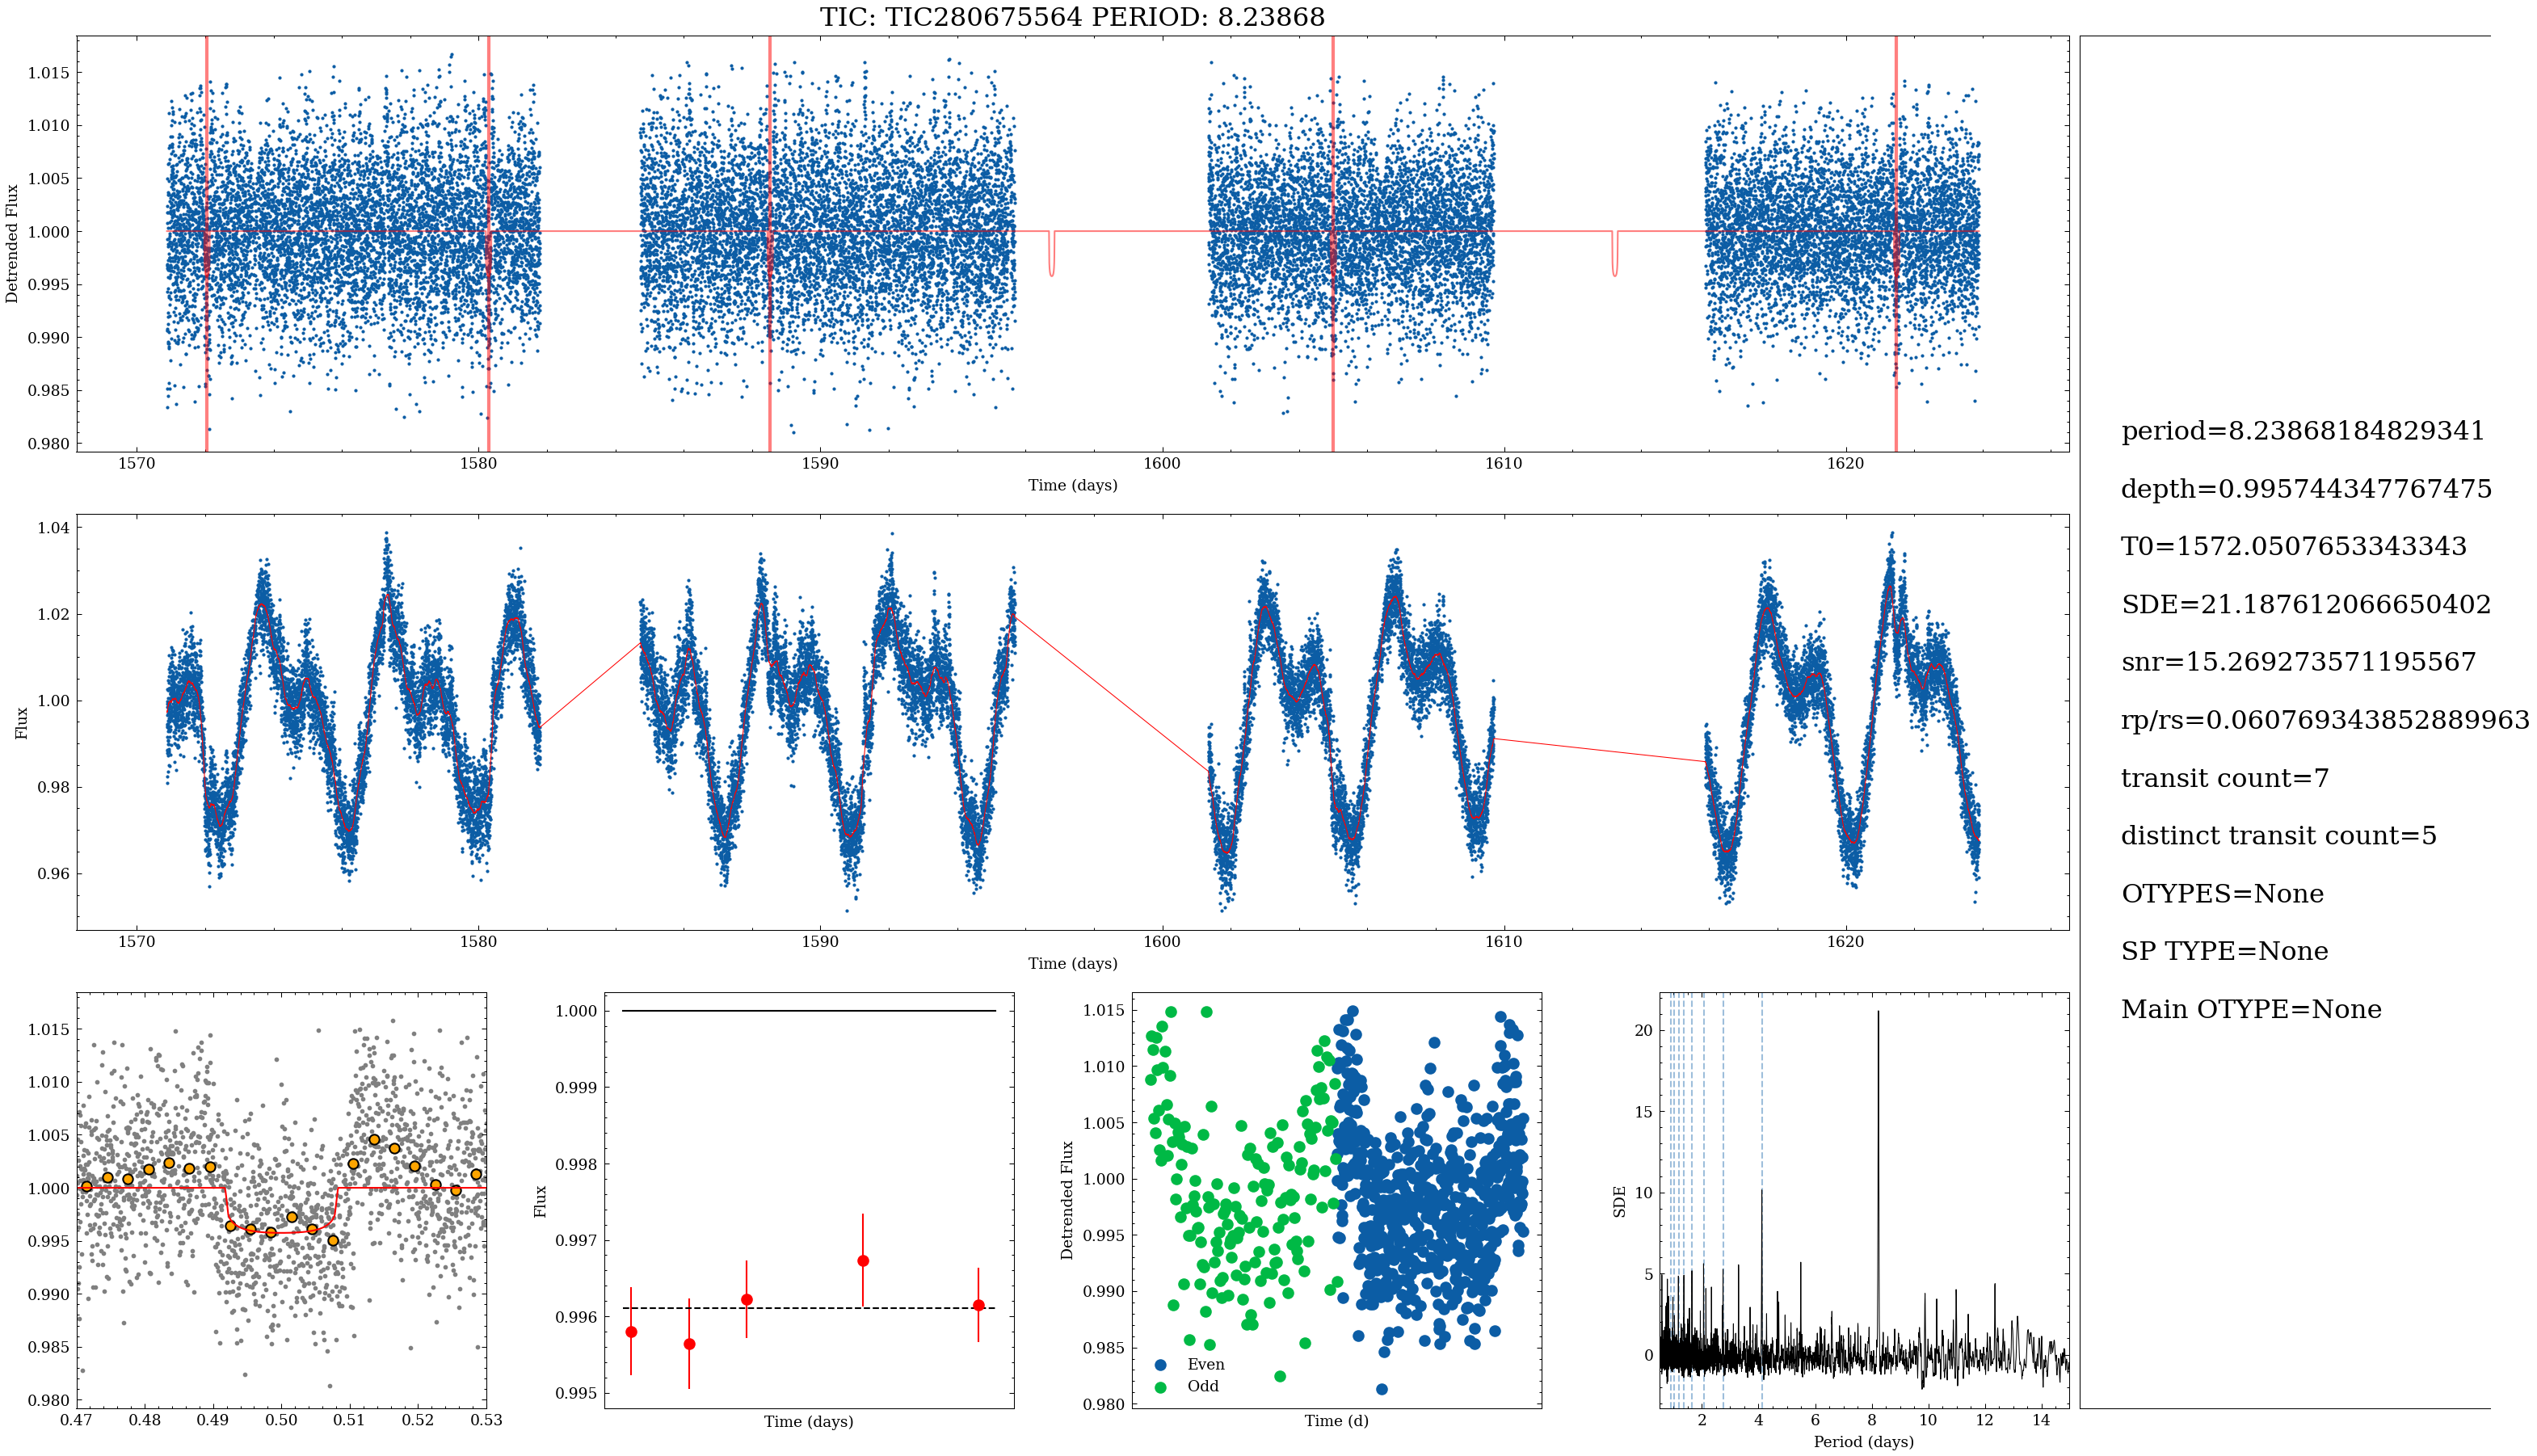 TIC: TIC280675564 PERIOD: 8.23868
1.015
1.010
1.005
1.000
0.995
0.990
0.985
0.980
Detrended Flux
1570 1580 1590 1600 1610 1620
Time (days)
1.04
1.02
1.00
0.98
0.96
Flux
1570 1580 1590 1600 1610 1620
Time (days)
period=8.23868184829341
depth=0.995744347767475
T0=1572.0507653343343
SDE=21.187612066650402
snr=15.269273571195567
rp/rs=0.060769343852889963
transit count=7
distinct transit count=5
OTYPES=None
SP TYPE=None
Main OTYPE=None
1.015
1.010
1.005
1.000
0.995
0.990
0.985
0.980
0.47 0.48 0.49 0.50 0.51 0.52 0.53
1.000
0.999
0.998
0.997
0.996
0.995
Flux
Time (days)
1.015
1.010
1.005
1.000
0.995
0.990
0.985
0.980
Detrended Flux
Even
Odd
Time (d)
20
15
10
5
0
SDE
2 4 6 8 10 12 14
Period (days)